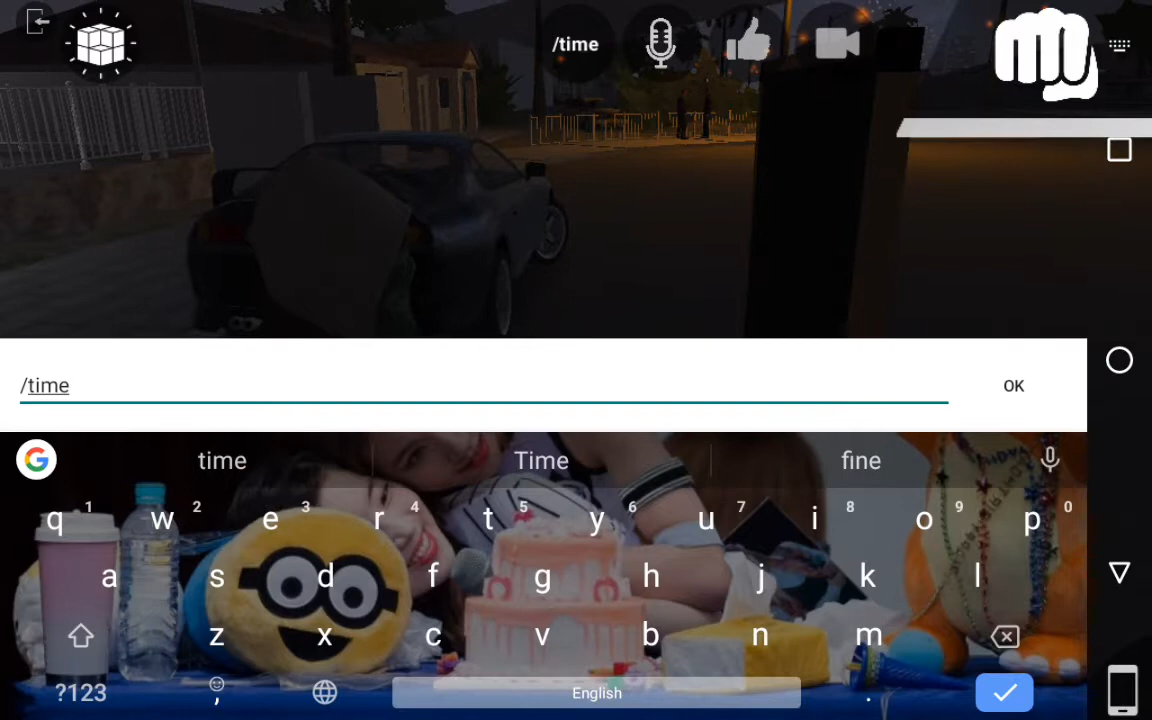 /time
/time
OK
G
time Time fine
q 1 w 2 e 3 r 4 t 5 y 6 u 7 i 8 o 9 p 0
a s d f g h j k l
z x c v b n m
?123 , English .